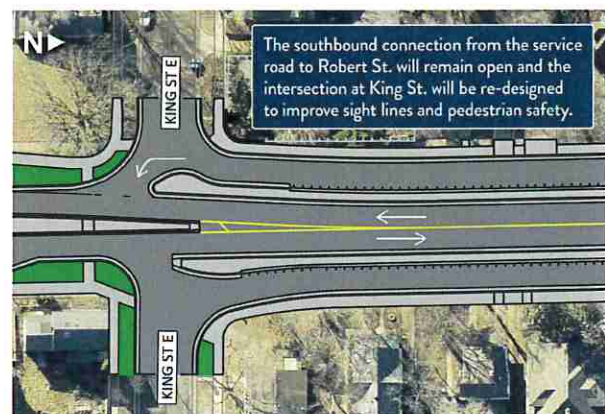 N
KING ST E
The southbound connection from the service
road to Robert St. will remain open and the
intersection at King St. will be re-designed
to improve sight lines and pedestrian safety.
KING ST E